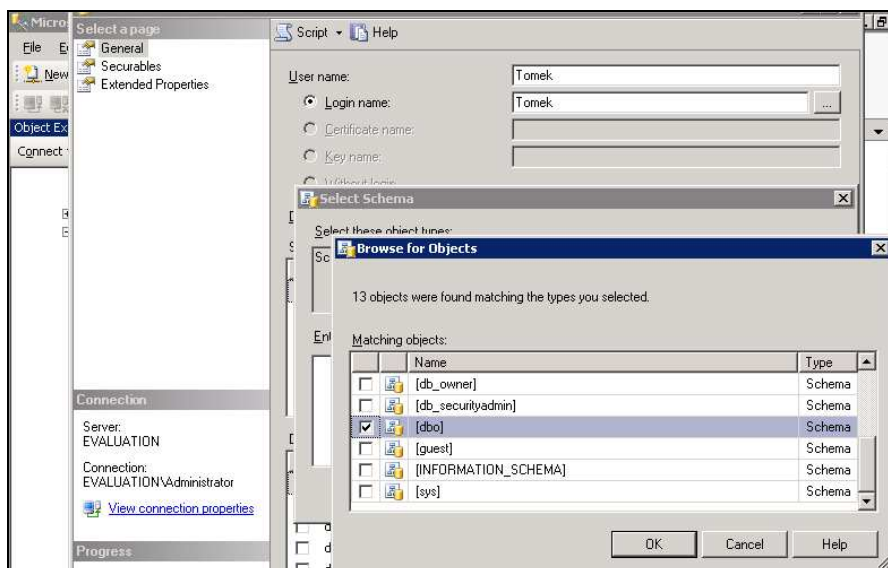 Micro
File
New
Object Ex
Connect
Select a page
General
Securables
Extended Properties
Connection
Server:
EVALUATION
Connection:
EVALUATION\Administrator
View connection properties
Progress
Script
Help
User name:
Tomek
Login name:
Tomek
...
Certificate name:
Key name:
Without login
Select Schema
Select these object types:
Browse for Objects
13 objects were found matching the types you selected.
Matching objects:
Name Type
[db_owner] Schema
[db_securityadmin] Schema
[dbo] Schema
[guest] Schema
[INFORMATION_SCHEMA] Schema
[sys] Schema
OK Cancel Help